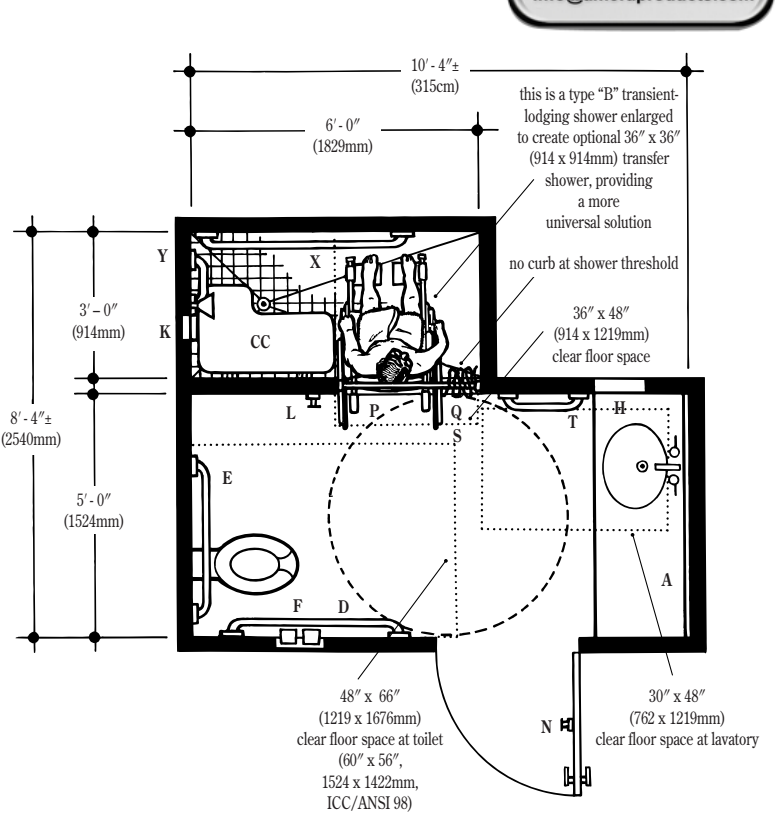 info@amerdproducts.com
10′ - 4″±
(315cm)
this is a type “B” transient-
lodging shower enlarged
to create optional 36″ x 36″
(914 x 914mm) transfer
shower, providing
a more
universal solution
6′ - 0″
(1829mm)
no curb at shower threshold
36″ x 48″
(914 x 1219mm)
clear floor space
Y
X
3′ – 0″
(914mm)
K
CC
L
P
Q
S
T
H
8′ - 4″±
(2540mm)
E
5′ - 0″
(1524mm)
A
F
D
48″ x 66″
(1219 x 1676mm)
clear floor space at toilet
(60″ x 56″,
1524 x 1422mm,
ICC/ANSI 98)
N
30″ x 48″
(762 x 1219mm)
clear floor space at lavatory